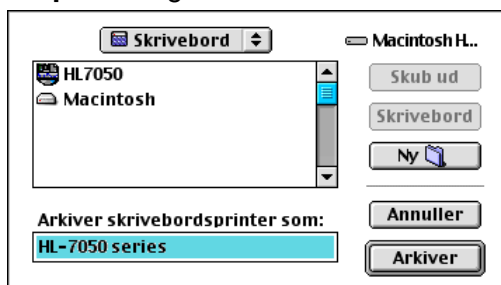 Skrivebord
Macintosh H...
HL7050
Macintosh
Skub ud
Skrivebord
Ny
Arkiver skrivebordsprinter som:
HL-7050 series
Annuller
Arkiver